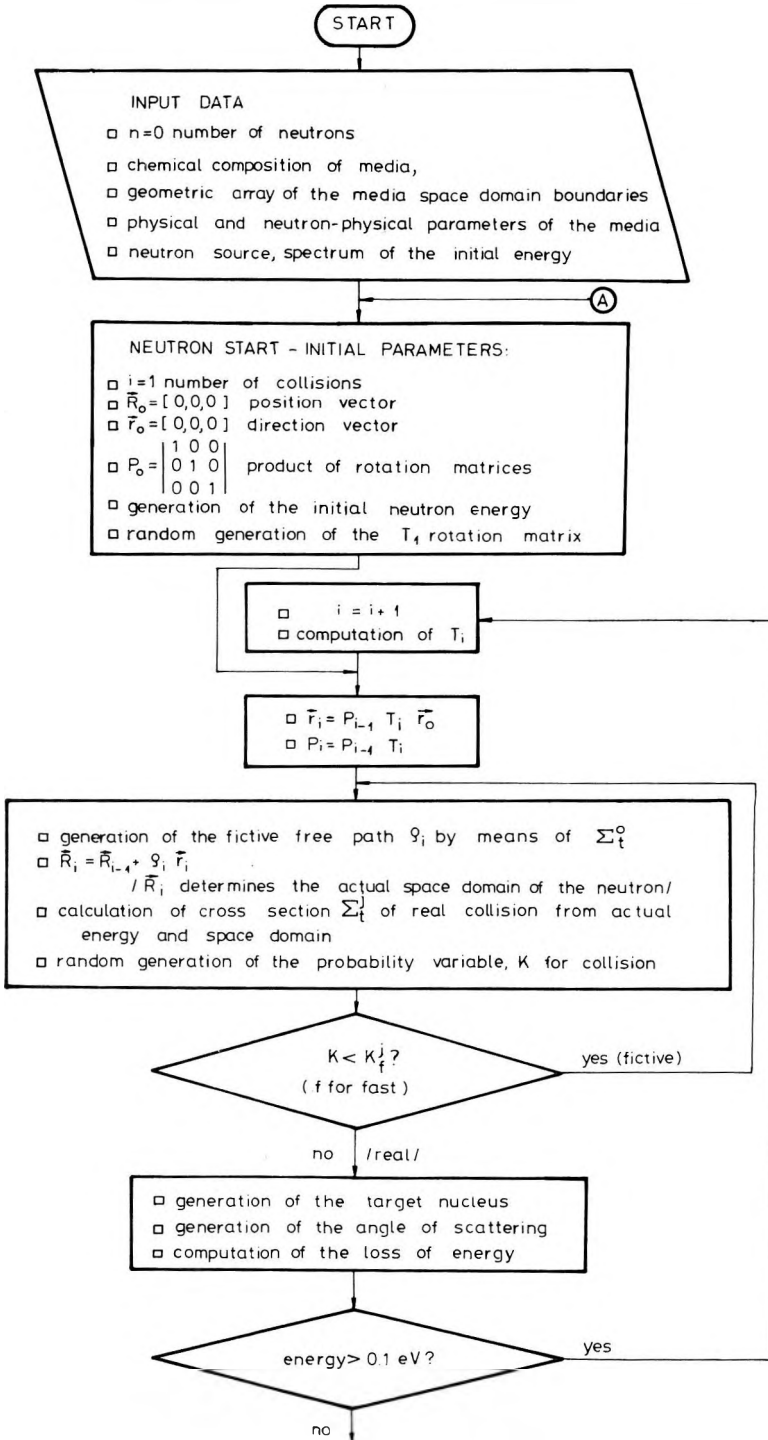 START
INPUT DATA
□ n=0 number of neutrons
□ chemical composition of media,
□ geometric array of the media space domain boundaries
□ physical and neutron-physical parameters of the media
□ neutron source, spectrum of the initial energy
A
NEUTRON START - INITIAL PARAMETERS:
□ i=1 number of collisions
□ R⃗₀=[0,0,0] position vector
□ r⃗₀=[0,0,0] direction vector
□ P₀= |1 0 0| product of rotation matrices
|0 1 0|
|0 0 1|
□ generation of the initial neutron energy
□ random generation of the T₁ rotation matrix
□ i = i+1
□ computation of Tᵢ
□ r⃗ᵢ = Pᵢ₋₁ Tᵢ r⃗₀
□ Pᵢ = Pᵢ₋₁ Tᵢ
□ generation of the fictive free path ϱᵢ by means of Σₜ⁰
□ R⃗ᵢ = R⃗ᵢ₋₁ + ϱᵢ r⃗ᵢ
/ R⃗ᵢ determines the actual space domain of the neutron/
□ calculation of cross section Σₜʲ of real collision from actual
energy and space domain
□ random generation of the probability variable, K for collision
K < K_f^j ?
(f for fast)
yes (fictive)
no /real/
□ generation of the target nucleus
□ generation of the angle of scattering
□ computation of the loss of energy
energy> 0.1 eV?
yes
no